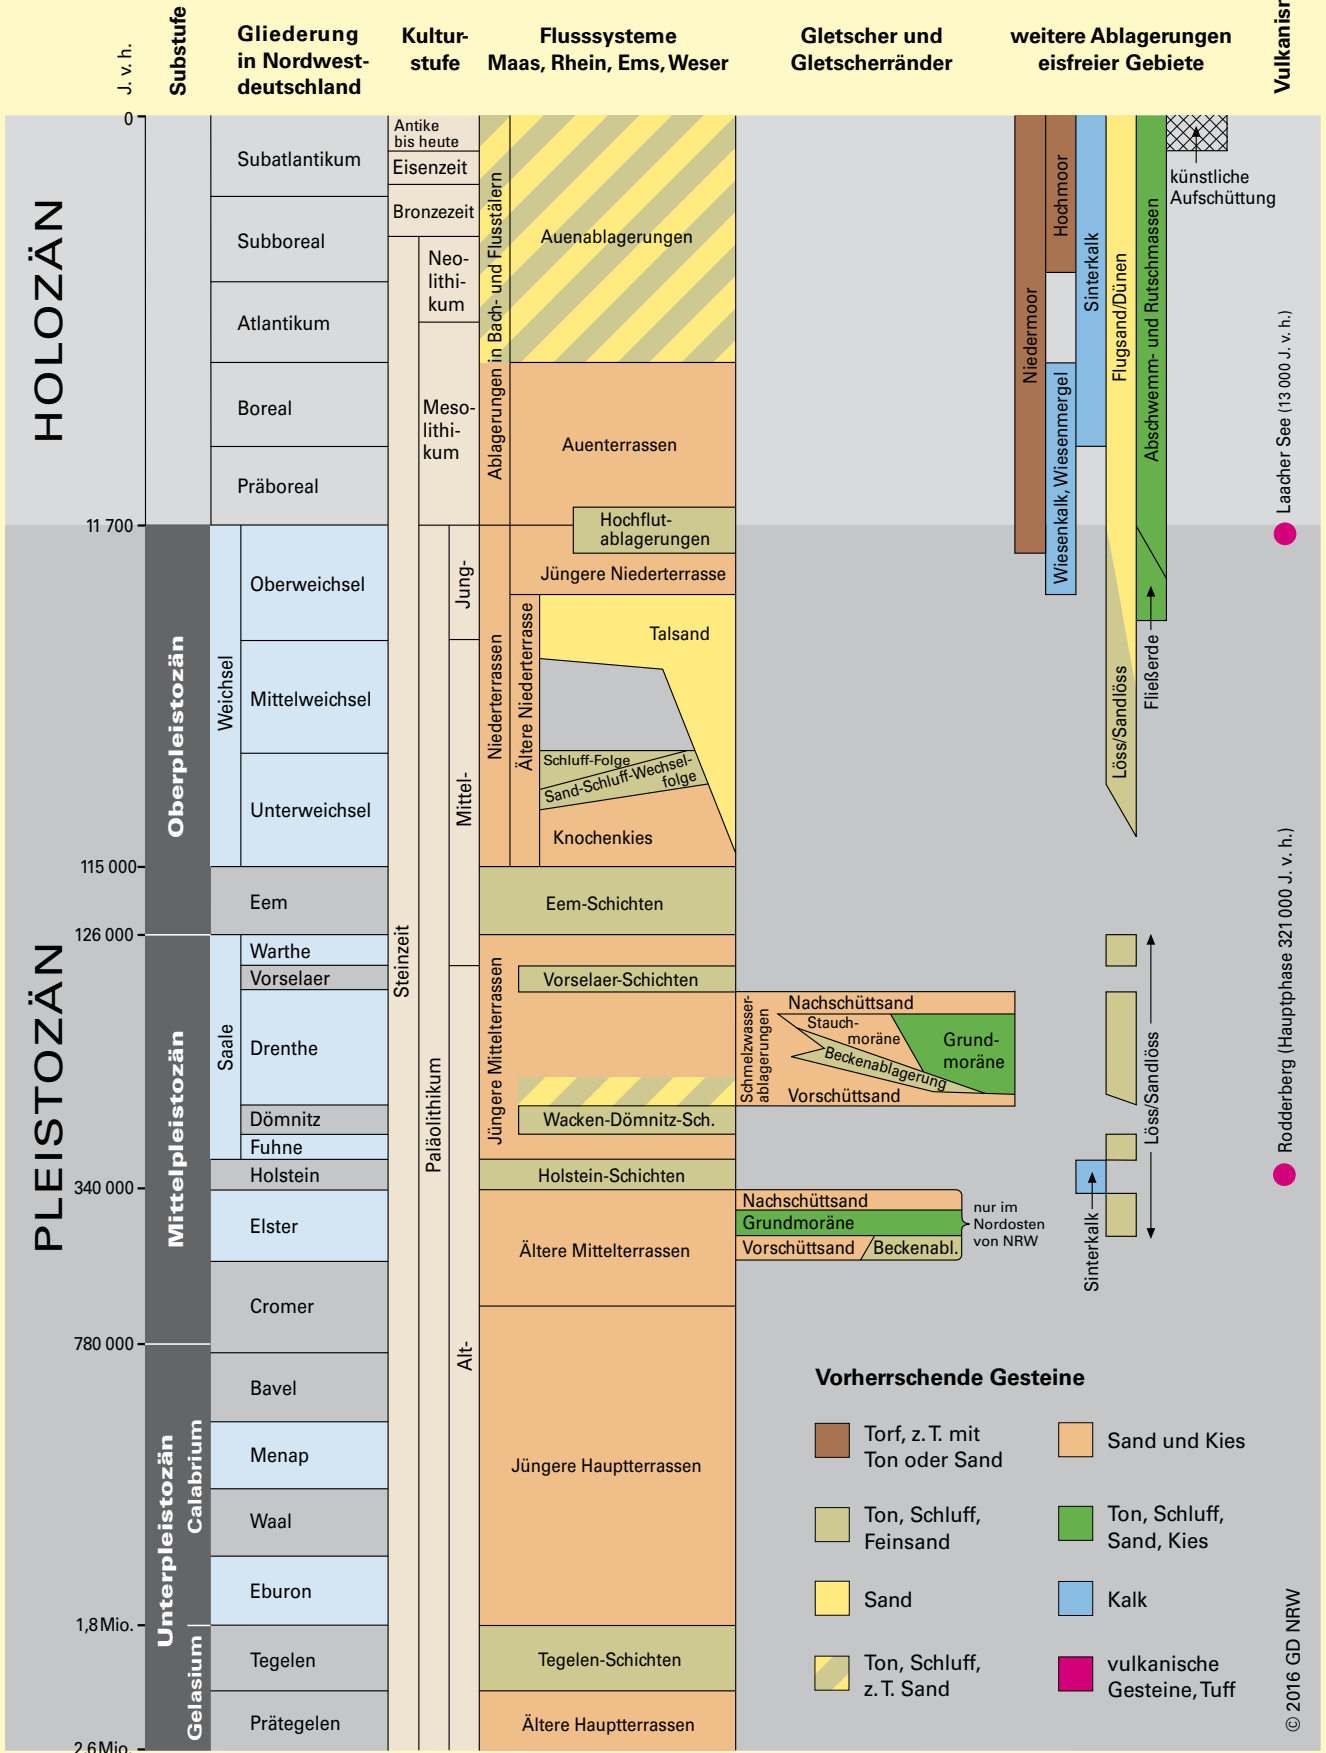 J. v. h.
Substufe
Gliederung
in Nordwest-
deutschland
Kultur-
stufe
Flusssysteme
Maas, Rhein, Ems, Weser
Gletscher und
Gletscherränder
weitere Ablagerungen
eisfreier Gebiete
0
11 700
115 000
126 000
340 000
780 000
1,8 Mio.
2,6 Mio.
HOLOZÄN
PLEISTOZÄN
Oberpleistozän
Mittelpleistozän
Unterpleistozän
Calabrium
Gelasium
Subatlantikum
Subboreal
Atlantikum
Boreal
Präboreal
Weichsel
Oberweichsel
Mittelweichsel
Unterweichsel
Eem
Saale
Warthe
Vorselaer
Drenthe
Dömnitz
Fuhne
Holstein
Elster
Cromer
Bavel
Menap
Waal
Eburon
Tegelen
Prätegelen
Antike
bis heute
Eisenzeit
Bronzezeit
Neo-
lithi-
kum
Meso-
lithi-
kum
Steinzeit
Paläolithikum
Jung-
Mittel-
Alt-
Ablagerungen in Bach- und Flusstälern
Auenablagerungen
Auenterrassen
Hochflut-
ablagerungen
Jüngere Niederterrasse
Niederterrassen
Ältere Niederterrasse
Talsand
Schluff-Folge
Sand-Schluff-Wechsel-
folge
Knochenkies
Eem-Schichten
Jüngere Mittelterrassen
Vorselaer-Schichten
Wacken-Dömnitz-Sch.
Holstein-Schichten
Ältere Mittelterrassen
Jüngere Hauptterrassen
Tegelen-Schichten
Ältere Hauptterrassen
Schmelzwasser-
ablagerungen
Nachschüttsand
Stauch-
moräne
Grund-
moräne
Beckenablagerung
Vorschüttsand
Nachschüttsand
Grundmoräne
Vorschüttsand
Beckenabl.
nur im
Nordosten
von NRW
Niedermoor
Hochmoor
Wiesenkalk, Wiesenmergel
Sinterkalk
Flugsand/Dünen
Löss/Sandlöss
Abschwemm- und Rutschmassen
Fließerde
künstliche
Aufschüttung
Löss/Sandlöss
Sinterkalk
Laacher See (13 000 J. v. h.)
Rodderberg (Hauptphase 321 000 J. v. h.)
Vorherrschende Gesteine
Torf, z. T. mit
Ton oder Sand
Ton, Schluff,
Feinsand
Sand
Ton, Schluff,
z. T. Sand
Sand und Kies
Ton, Schluff,
Sand, Kies
Kalk
vulkanische
Gesteine, Tuff
© 2016 GD NRW